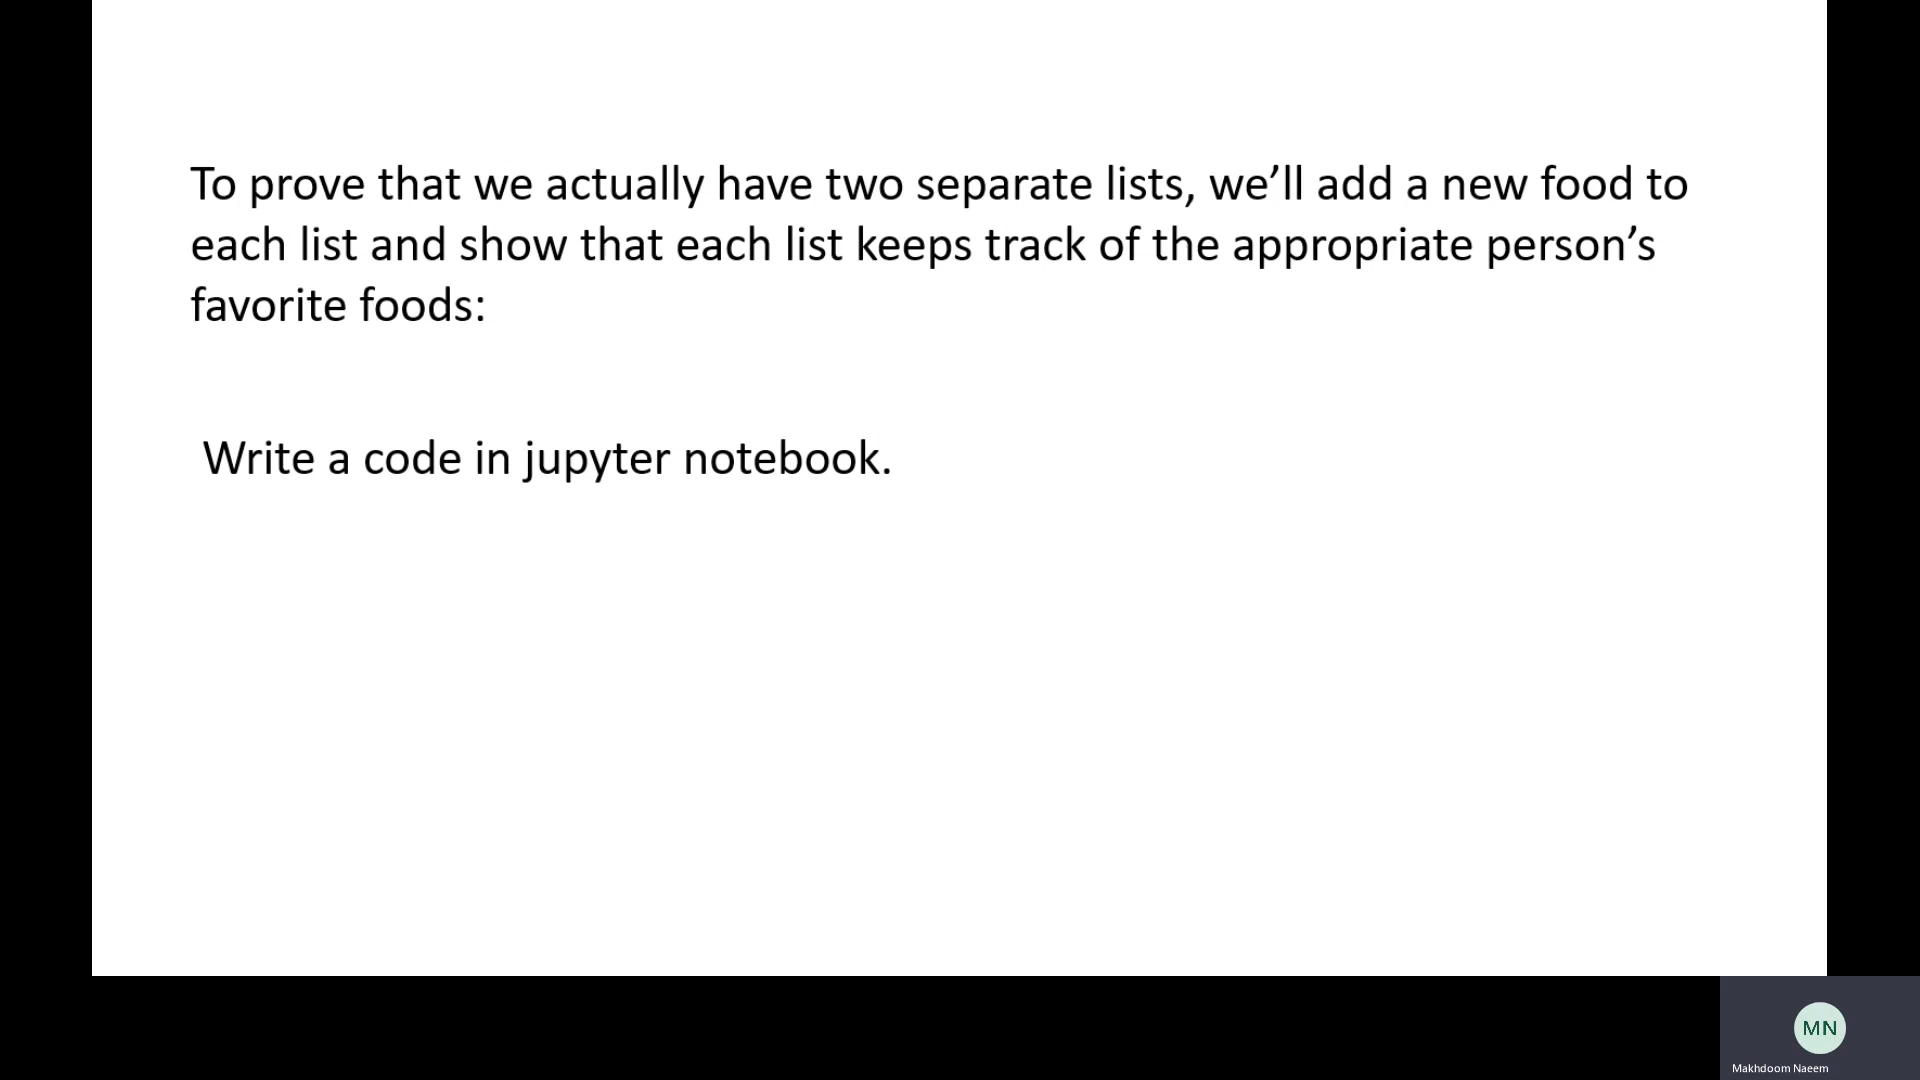 To prove that we actually have two separate lists, we’ll add a new food to
each list and show that each list keeps track of the appropriate person’s
favorite foods:
Write a code in jupyter notebook.
MN
Makhdoom Naeem